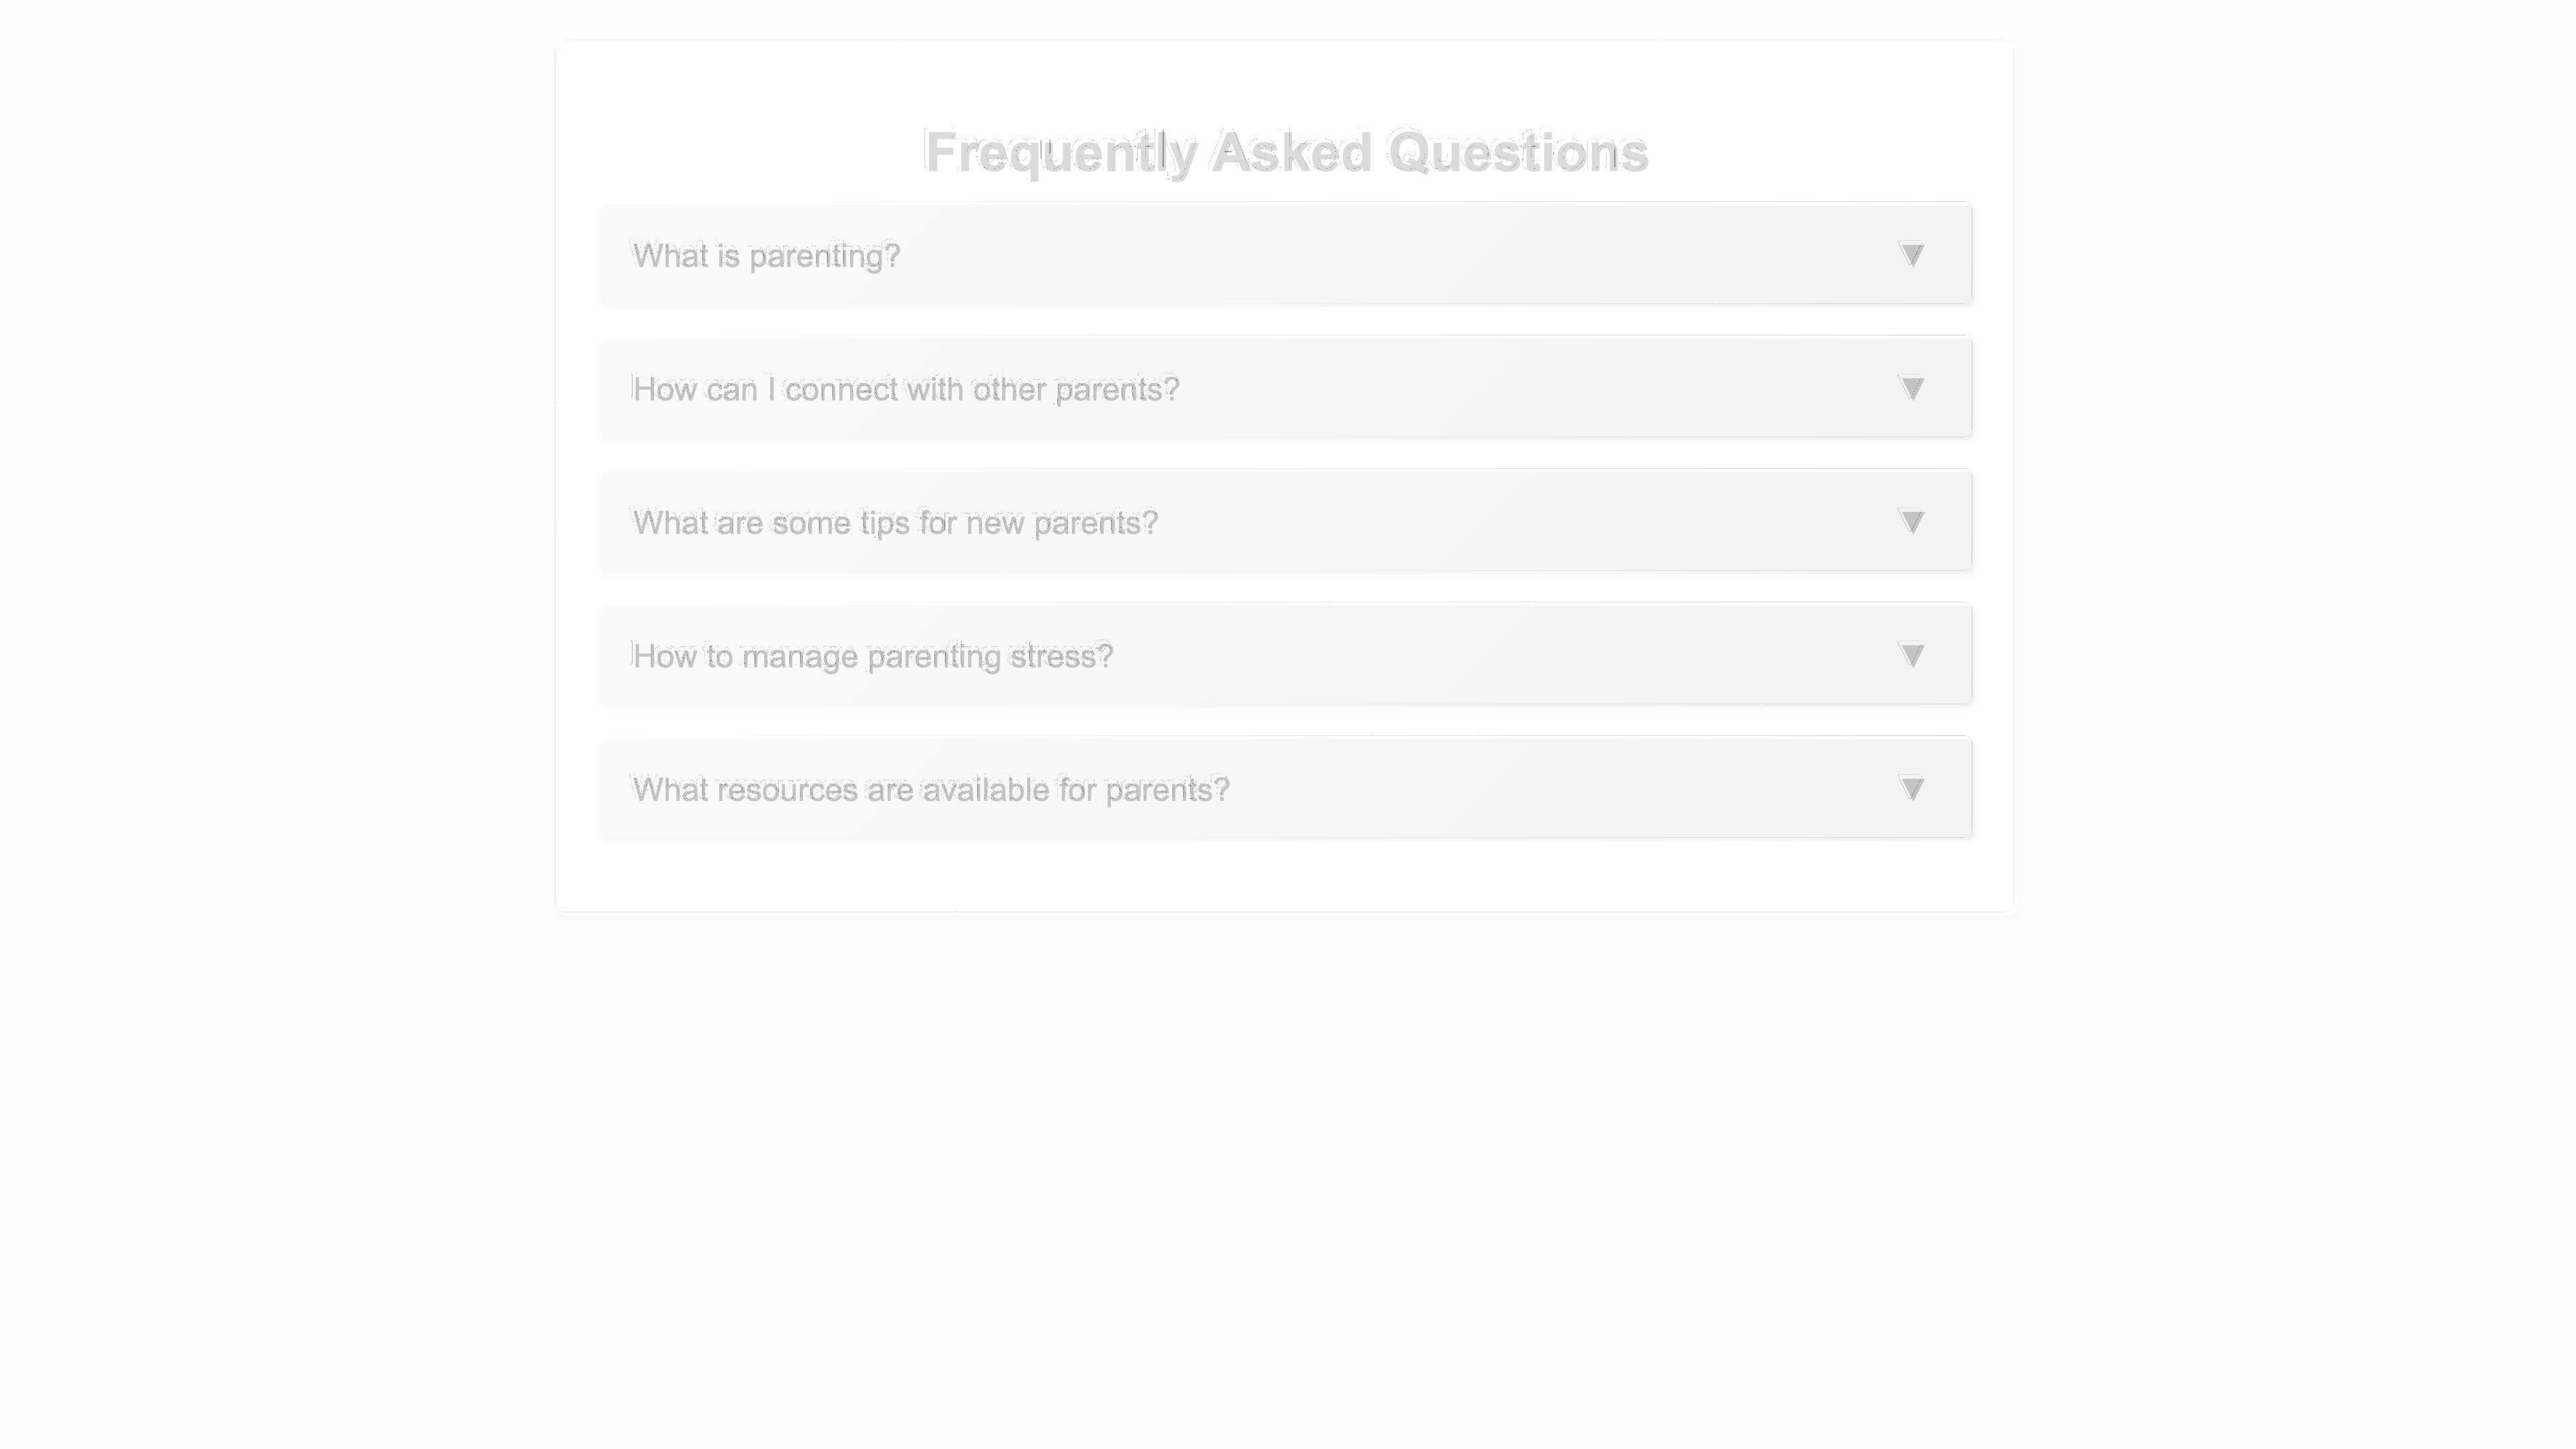 Frequently Asked Questions
What is parenting?
How can I connect with other parents?
What are some tips for new parents?
How to manage parenting stress?
What resources are available for parents?